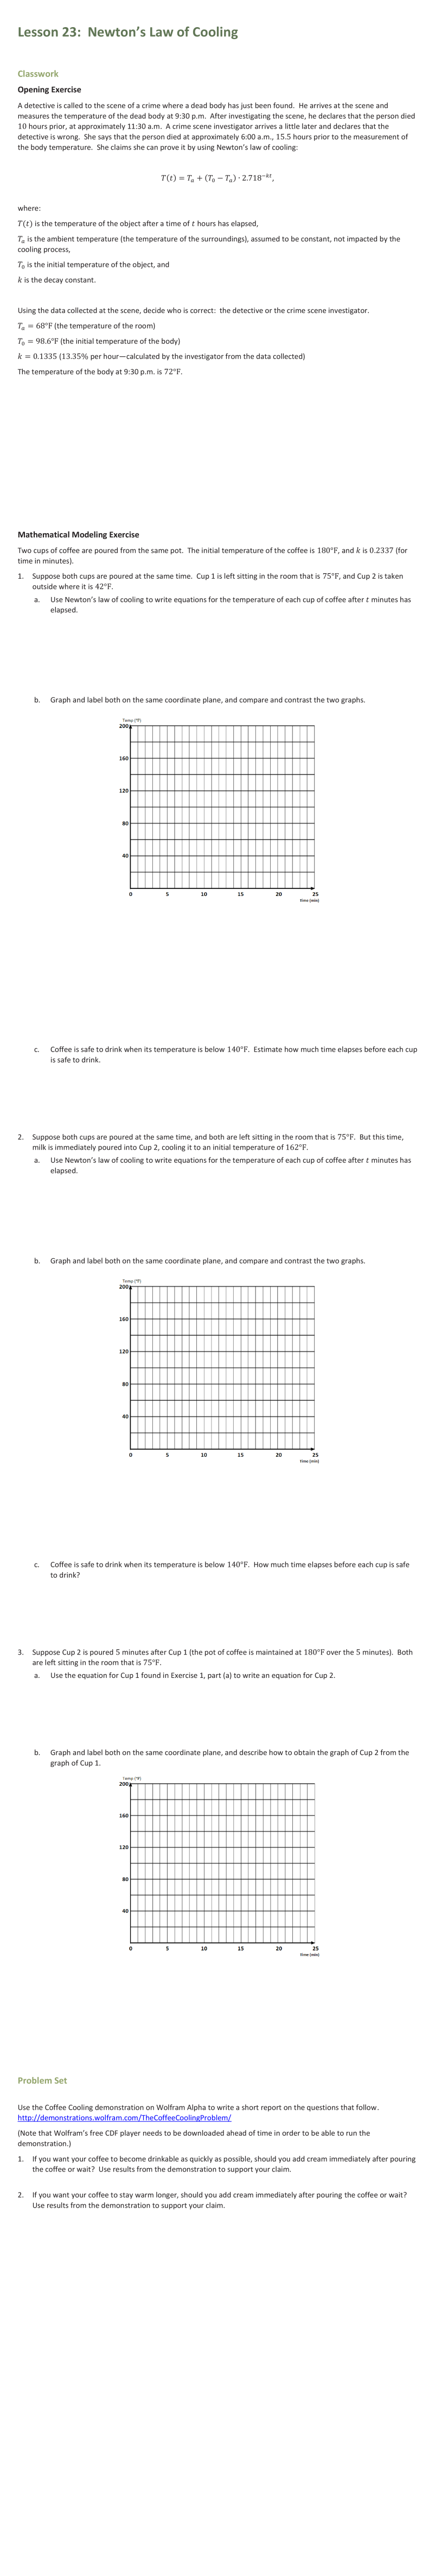 Lesson 23:  Newton's Law of Cooling
Classwork
Opening Exercise
A detective is called to the scene of a crime where a dead body has just been found.  He arrives at the scene and
measures the temperature of the dead body at 9:30 p.m.  After investigating the scene, he declares that the person died
10 hours prior, at approximately 11:30 a.m.  A crime scene investigator arrives a little later and declares that the
detective is wrong.  She says that the person died at approximately 6:00 a.m., 15.5 hours prior to the measurement of
the body temperature.  She claims she can prove it by using Newton's law of cooling:
T(t) = Tₐ + (T₀ − Tₐ) ∙ 2.718⁻ᵏᵗ,
where:
T(t) is the temperature of the object after a time of t hours has elapsed,
Tₐ is the ambient temperature (the temperature of the surroundings), assumed to be constant, not impacted by the
cooling process,
T₀ is the initial temperature of the object, and
k is the decay constant.
Using the data collected at the scene, decide who is correct:  the detective or the crime scene investigator.
Tₐ = 68°F (the temperature of the room)
T₀ = 98.6°F (the initial temperature of the body)
k = 0.1335 (13.35% per hour—calculated by the investigator from the data collected)
The temperature of the body at 9:30 p.m. is 72°F.
Mathematical Modeling Exercise
Two cups of coffee are poured from the same pot.  The initial temperature of the coffee is 180°F, and k is 0.2337 (for
time in minutes).
1. Suppose both cups are poured at the same time.  Cup 1 is left sitting in the room that is 75°F, and Cup 2 is taken
outside where it is 42°F.
a. Use Newton's law of cooling to write equations for the temperature of each cup of coffee after t minutes has
elapsed.
b. Graph and label both on the same coordinate plane, and compare and contrast the two graphs.
Temp (°F)
200
160
120
80
40
0 5 10 15 20 25
time (min)
c. Coffee is safe to drink when its temperature is below 140°F.  Estimate how much time elapses before each cup
is safe to drink.
2. Suppose both cups are poured at the same time, and both are left sitting in the room that is 75°F.  But this time,
milk is immediately poured into Cup 2, cooling it to an initial temperature of 162°F.
a. Use Newton's law of cooling to write equations for the temperature of each cup of coffee after t minutes has
elapsed.
b. Graph and label both on the same coordinate plane, and compare and contrast the two graphs.
Temp (°F)
200
160
120
80
40
0 5 10 15 20 25
time (min)
c. Coffee is safe to drink when its temperature is below 140°F.  How much time elapses before each cup is safe
to drink?
3. Suppose Cup 2 is poured 5 minutes after Cup 1 (the pot of coffee is maintained at 180°F over the 5 minutes).  Both
are left sitting in the room that is 75°F.
a. Use the equation for Cup 1 found in Exercise 1, part (a) to write an equation for Cup 2.
b. Graph and label both on the same coordinate plane, and describe how to obtain the graph of Cup 2 from the
graph of Cup 1.
Temp (°F)
200
160
120
80
40
0 5 10 15 20 25
time (min)
Problem Set
Use the Coffee Cooling demonstration on Wolfram Alpha to write a short report on the questions that follow.
http://demonstrations.wolfram.com/TheCoffeeCoolingProblem/
(Note that Wolfram's free CDF player needs to be downloaded ahead of time in order to be able to run the
demonstration.)
1. If you want your coffee to become drinkable as quickly as possible, should you add cream immediately after pouring
the coffee or wait?  Use results from the demonstration to support your claim.
2. If you want your coffee to stay warm longer, should you add cream immediately after pouring the coffee or wait?
Use results from the demonstration to support your claim.